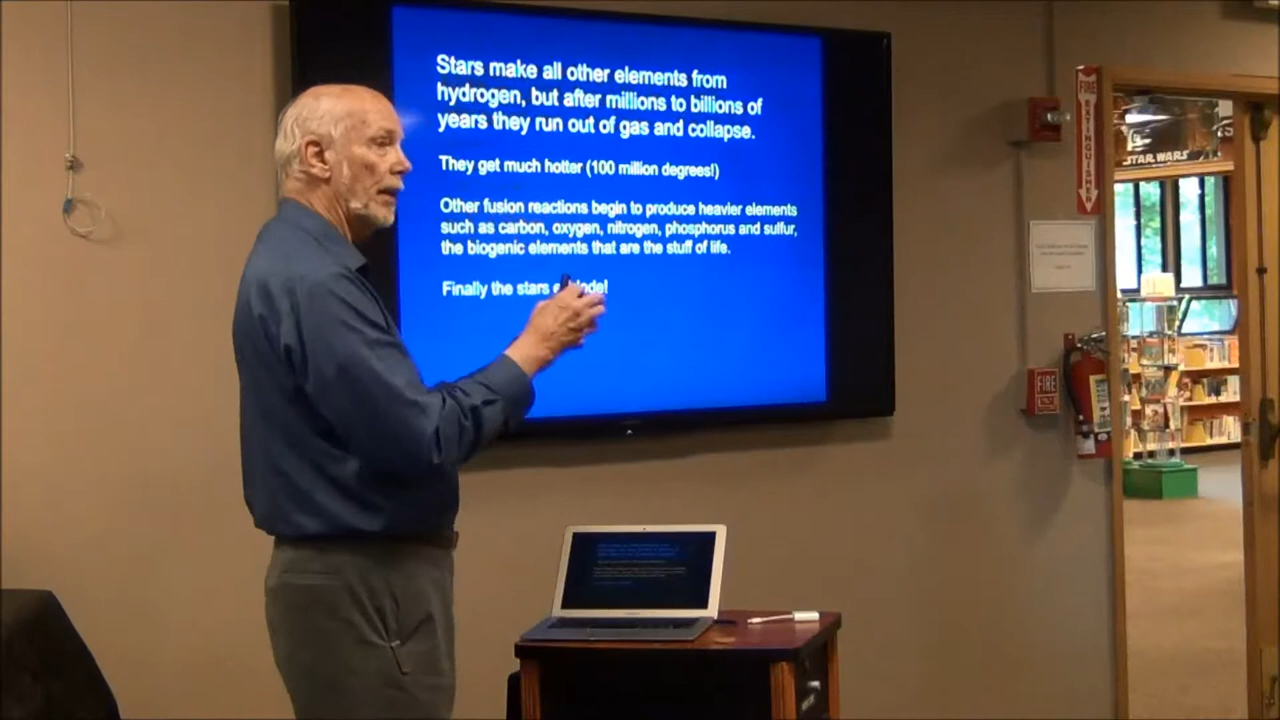 Stars make all other elements from
hydrogen, but after millions to billions of
years they run out of gas and collapse.
They get much hotter (100 million degrees!)
Other fusion reactions begin to produce heavier elements
such as carbon, oxygen, nitrogen, phosphorus and sulfur,
the biogenic elements that are the stuff of life.
Finally the stars
FIRE
EXTINGUISHER
STAR WARS
FIRE